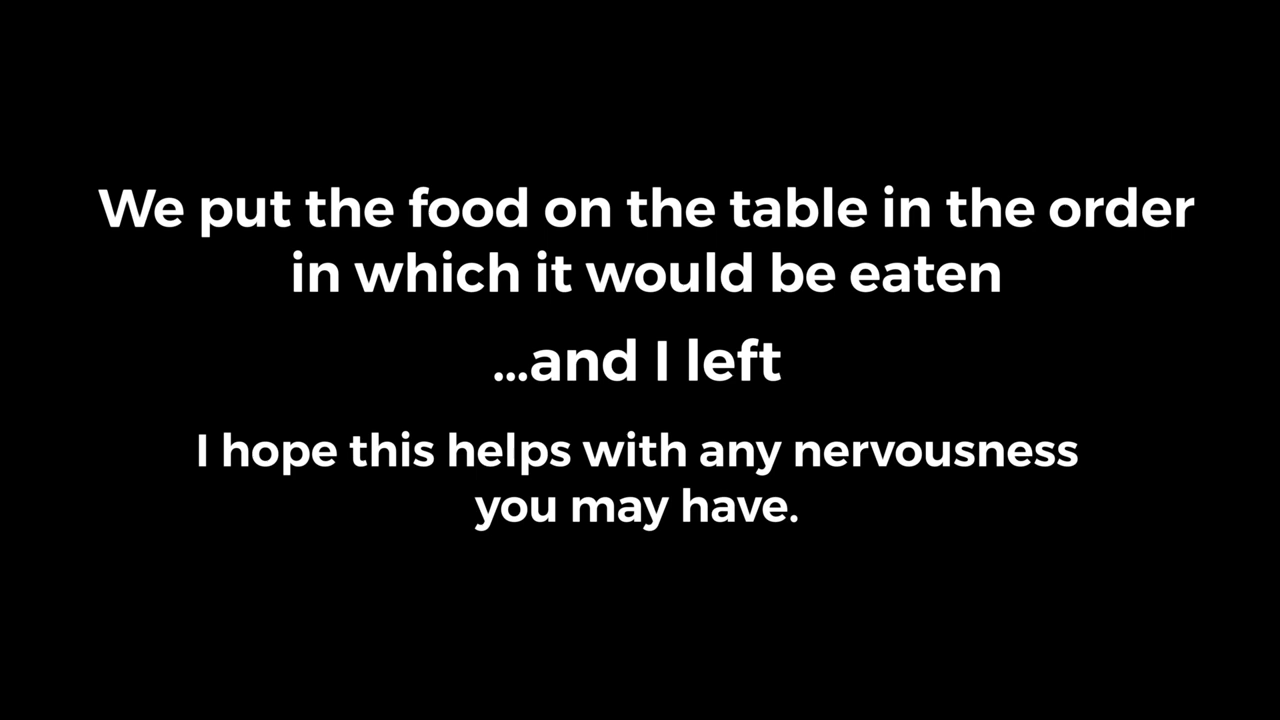 We put the food on the table in the order
in which it would be eaten
...and I left
I hope this helps with any nervousness
you may have.